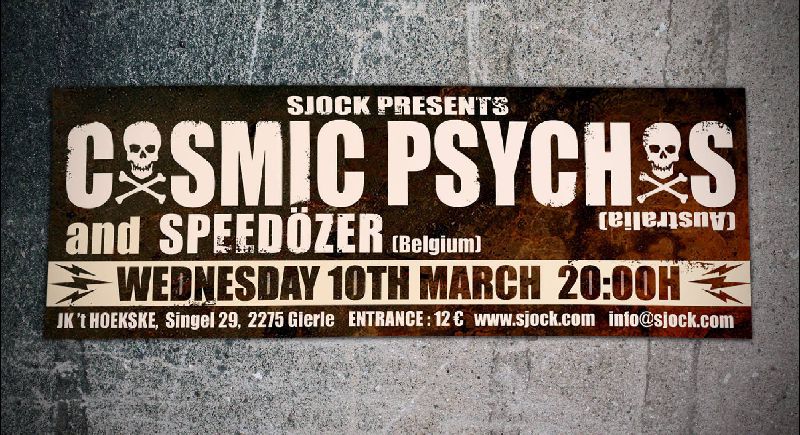 SJOCK PRESENTS
COSMIC PSYCHOS
(Australia)
and SPEEDÖZER (Belgium)
WEDNESDAY 10TH MARCH 20:00H
JK 't HOEKSKE, Singel 29, 2275 Gierle ENTRANCE : 12 € www.sjock.com info@sjock.com